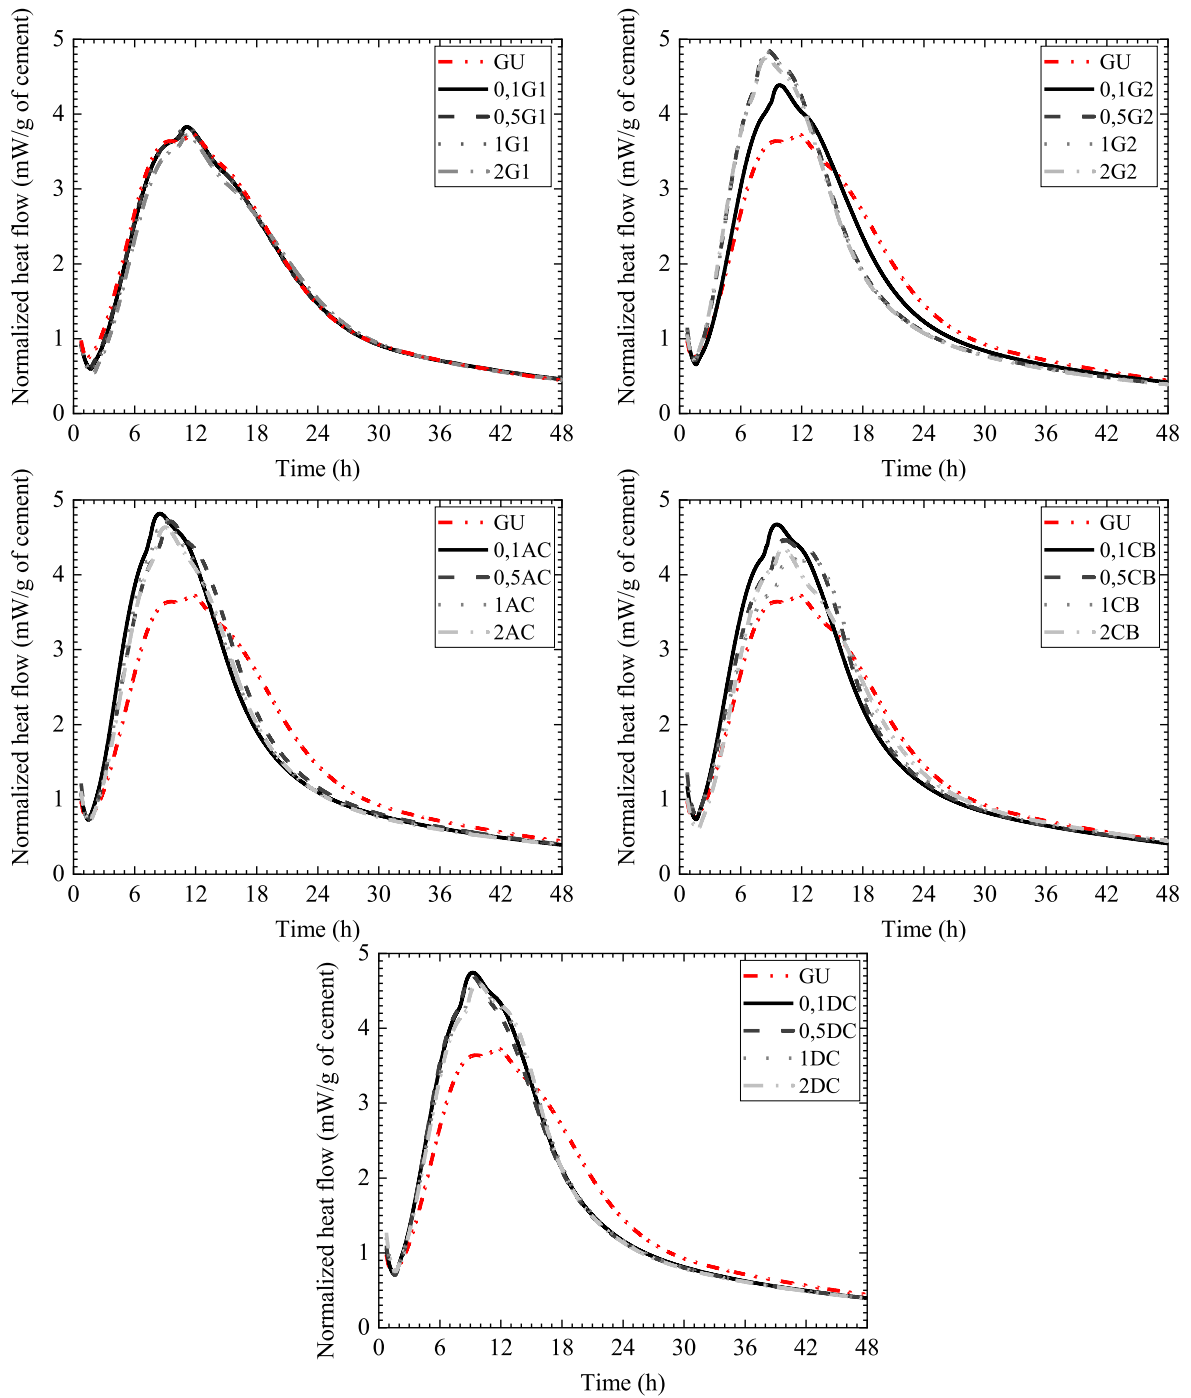 Normalized heat flow (mW/g of cement)
5
4
3
2
1
0
GU
0,1G1
0,5G1
1G1
2G1
0 6 12 18 24 30 36 42 48
Time (h)
Normalized heat flow (mW/g of cement)
5
4
3
2
1
0
GU
0,1G2
0,5G2
1G2
2G2
0 6 12 18 24 30 36 42 48
Time (h)
Normalized heat flow (mW/g of cement)
5
4
3
2
1
0
GU
0,1AC
0,5AC
1AC
2AC
0 6 12 18 24 30 36 42 48
Time (h)
Normalized heat flow (mW/g of cement)
5
4
3
2
1
0
GU
0,1CB
0,5CB
1CB
2CB
0 6 12 18 24 30 36 42 48
Time (h)
Normalized heat flow (mW/g of cement)
5
4
3
2
1
0
GU
0,1DC
0,5DC
1DC
2DC
0 6 12 18 24 30 36 42 48
Time (h)